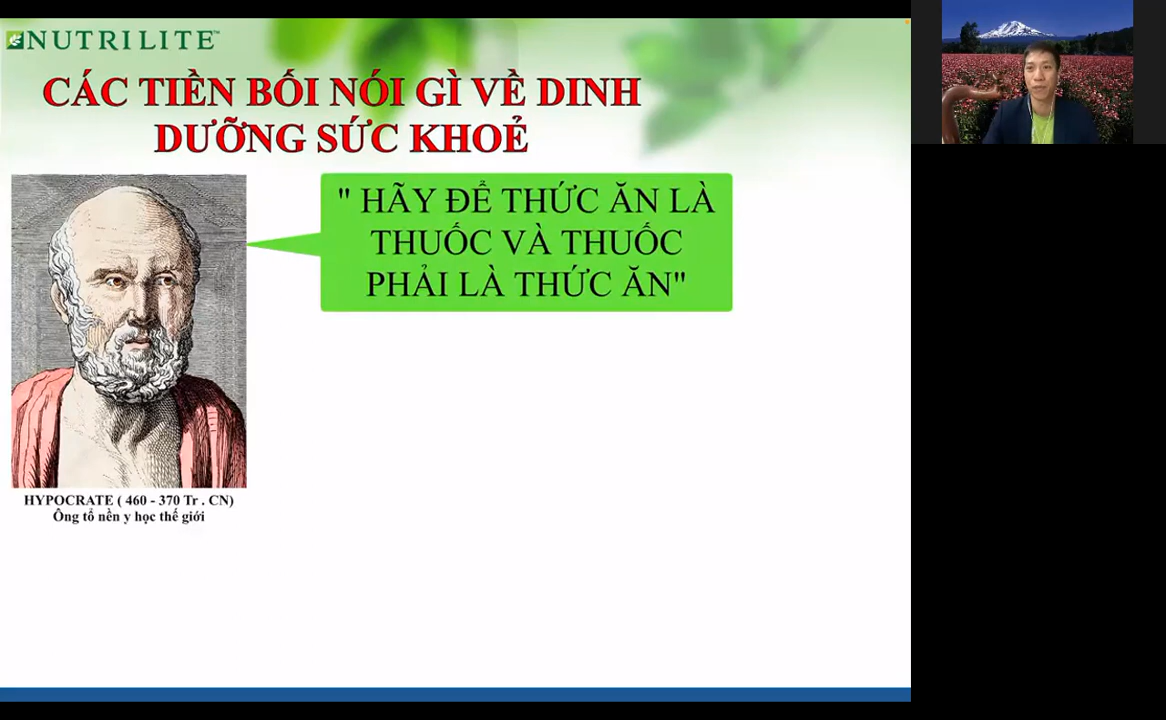 NUTRILITE™
CÁC TIỀN BỐI NÓI GÌ VỀ DINH
DƯỠNG SỨC KHOẺ
" HÃY ĐỂ THỨC ĂN LÀ
THUỐC VÀ THUỐC
PHẢI LÀ THỨC ĂN"
HYPOCRATE ( 460 - 370 Tr . CN)
Ông tổ nền y học thế giới